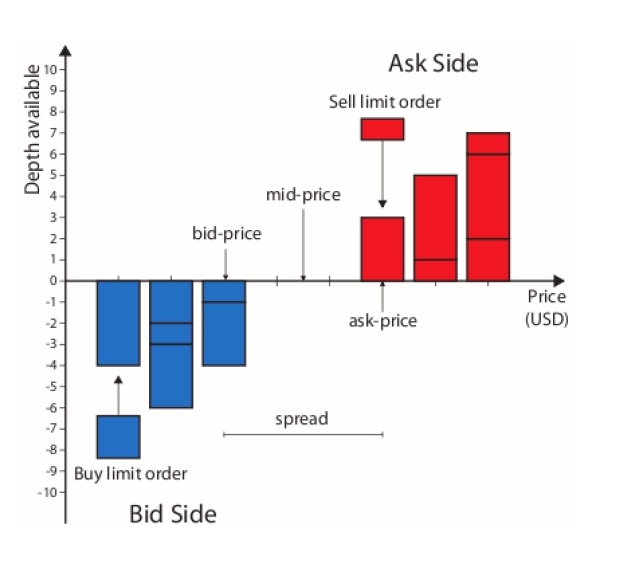 Ask Side
Depth available
10
9
8
7
6
5
4
3
2
1
0
-1
-2
-3
-4
-5
-6
-7
-8
-9
-10
Sell limit order
mid-price
bid-price
Price
(USD)
ask-price
spread
Buy limit order
Bid Side